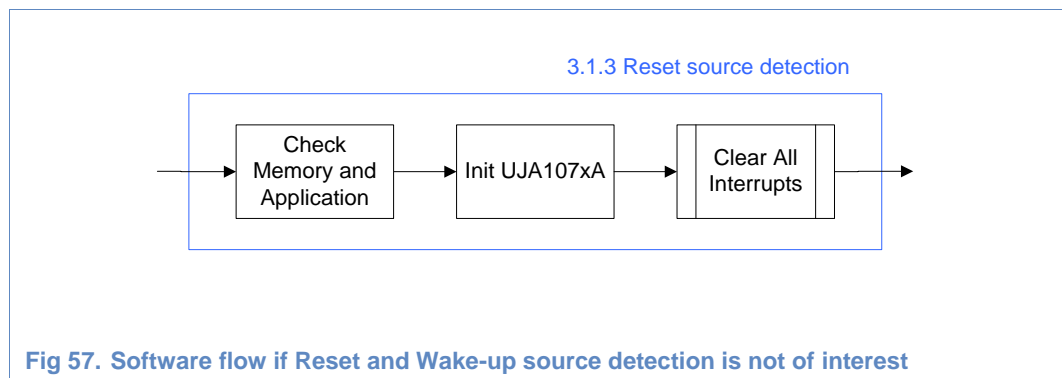 3.1.3 Reset source detection
Check
Memory and
Application
Init UJA107xA
Clear All
Interrupts
Fig 57. Software flow if Reset and Wake-up source detection is not of interest